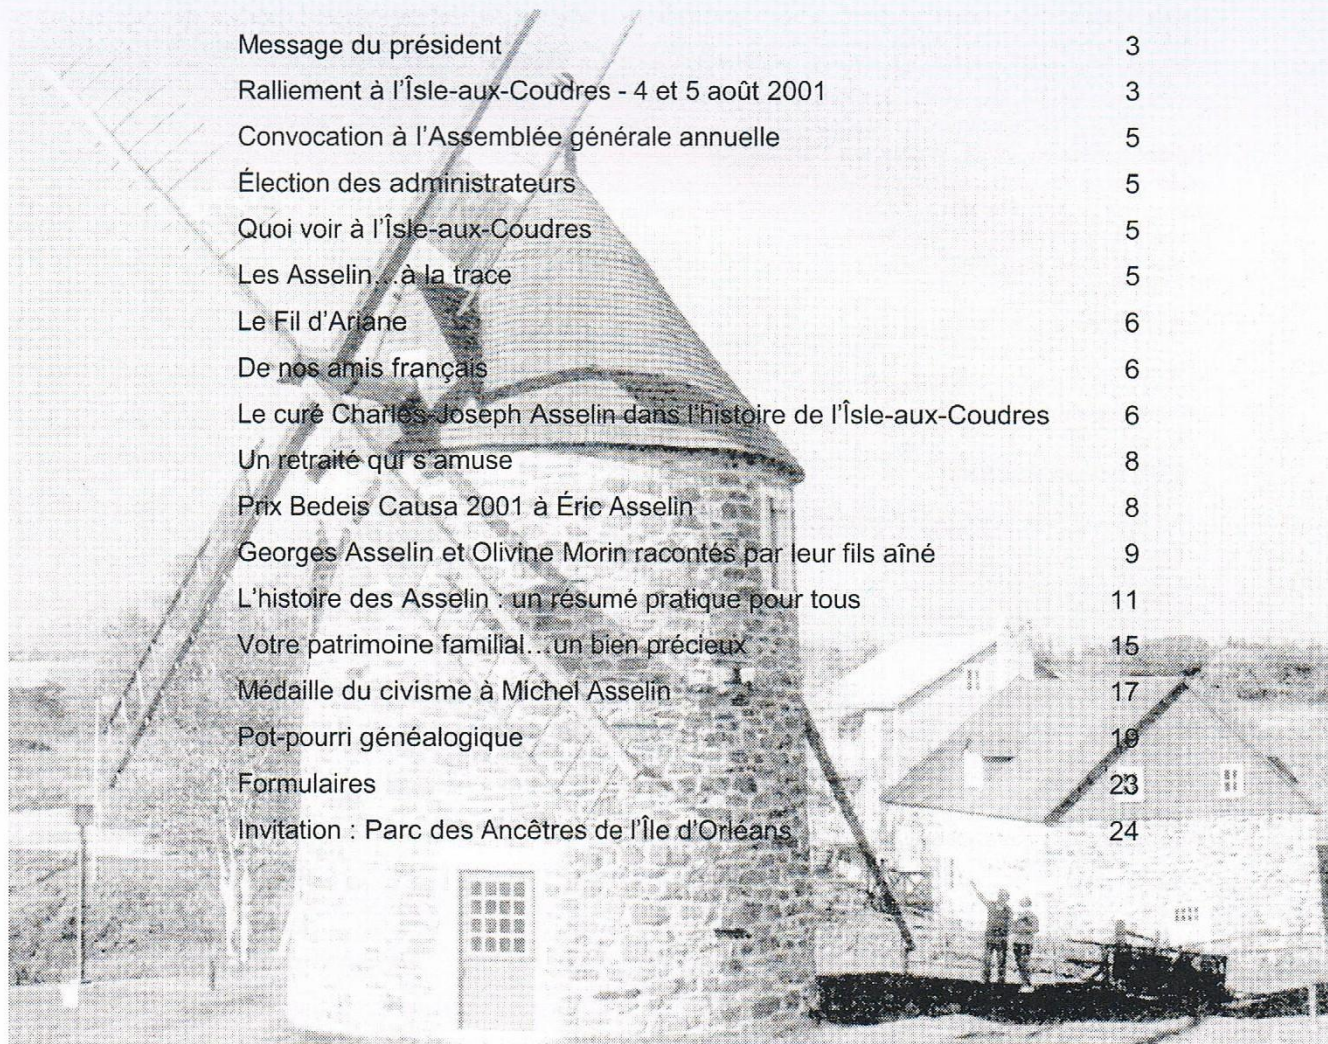 Message du président 3
Ralliement à l'Îsle-aux-Coudres - 4 et 5 août 2001 3
Convocation à l'Assemblée générale annuelle 5
Élection des administrateurs 5
Quoi voir à l'Îsle-aux-Coudres 5
Les Asselin...à la trace 5
Le Fil d'Ariane 6
De nos amis français 6
Le curé Charles-Joseph Asselin dans l'histoire de l'Îsle-aux-Coudres 6
Un retraité qui s'amuse 8
Prix Bedeis Causa 2001 à Éric Asselin 8
Georges Asselin et Olivine Morin racontés par leur fils aîné 9
L'histoire des Asselin : un résumé pratique pour tous 11
Votre patrimoine familial...un bien précieux 15
Médaille du civisme à Michel Asselin 17
Pot-pourri généalogique 19
Formulaires 23
Invitation : Parc des Ancêtres de l'Île d'Orléans 24